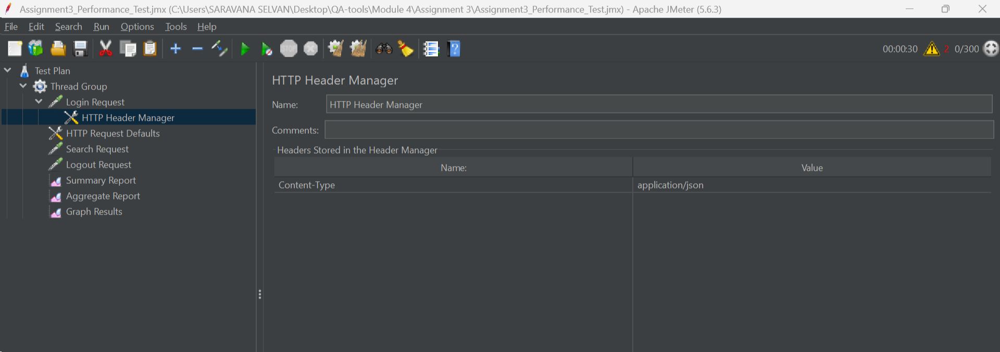 Assignment3_Performance_Test.jmx (C:\Users\SARAVANA SELVAN\Desktop\QA-tools\Module 4\Assignment 3\Assignment3_Performance_Test.jmx) - Apache JMeter (5.6.3)
File Edit Search Run Options Tools Help
STOP 00:00:30 2 0/300
Test Plan
Thread Group
Login Request
HTTP Header Manager
HTTP Request Defaults
Search Request
Logout Request
Summary Report
Aggregate Report
Graph Results
HTTP Header Manager
Name: HTTP Header Manager
Comments:
Headers Stored in the Header Manager
Name: Value
Content-Type application/json